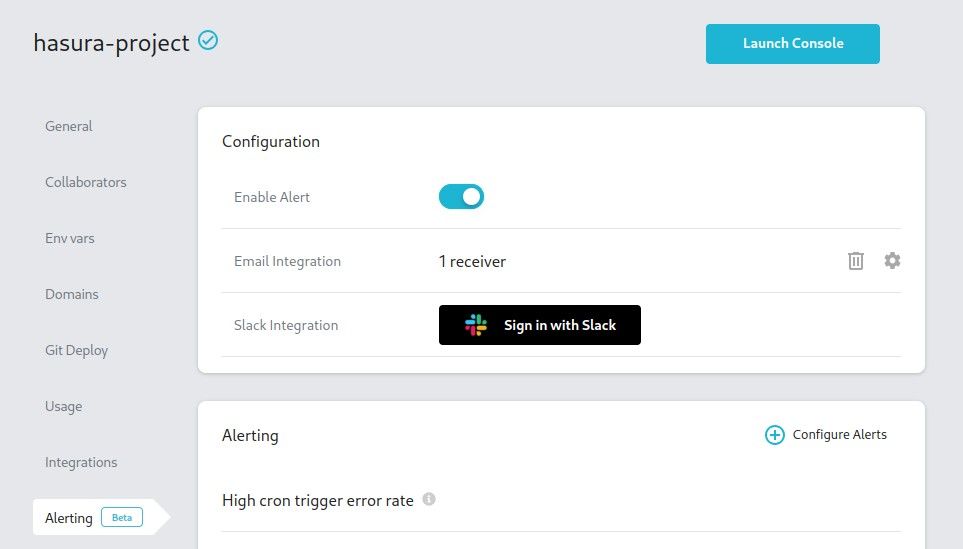 hasura-project
Launch Console
General
Collaborators
Env vars
Domains
Git Deploy
Usage
Integrations
Alerting Beta
Configuration
Enable Alert
Email Integration 1 receiver
Slack Integration Sign in with Slack
Alerting Configure Alerts
High cron trigger error rate